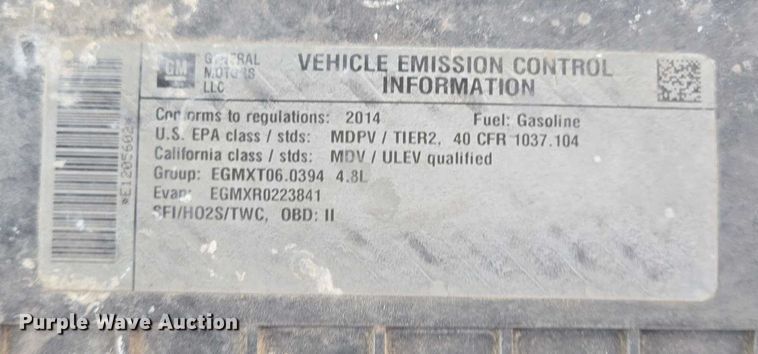 GM
GENERAL
MOTORS
LLC
VEHICLE EMISSION CONTROL
INFORMATION
Conforms to regulations: 2014 Fuel: Gasoline
U.S. EPA class / stds: MDPV / TIER2, 40 CFR 1037.104
California class / stds: MDV / ULEV qualified
Group: EGMXT06.0394 4.8L
Evap: EGMXR0223841
SFI/HO2S/TWC, OBD: II
Purple Wave Auction